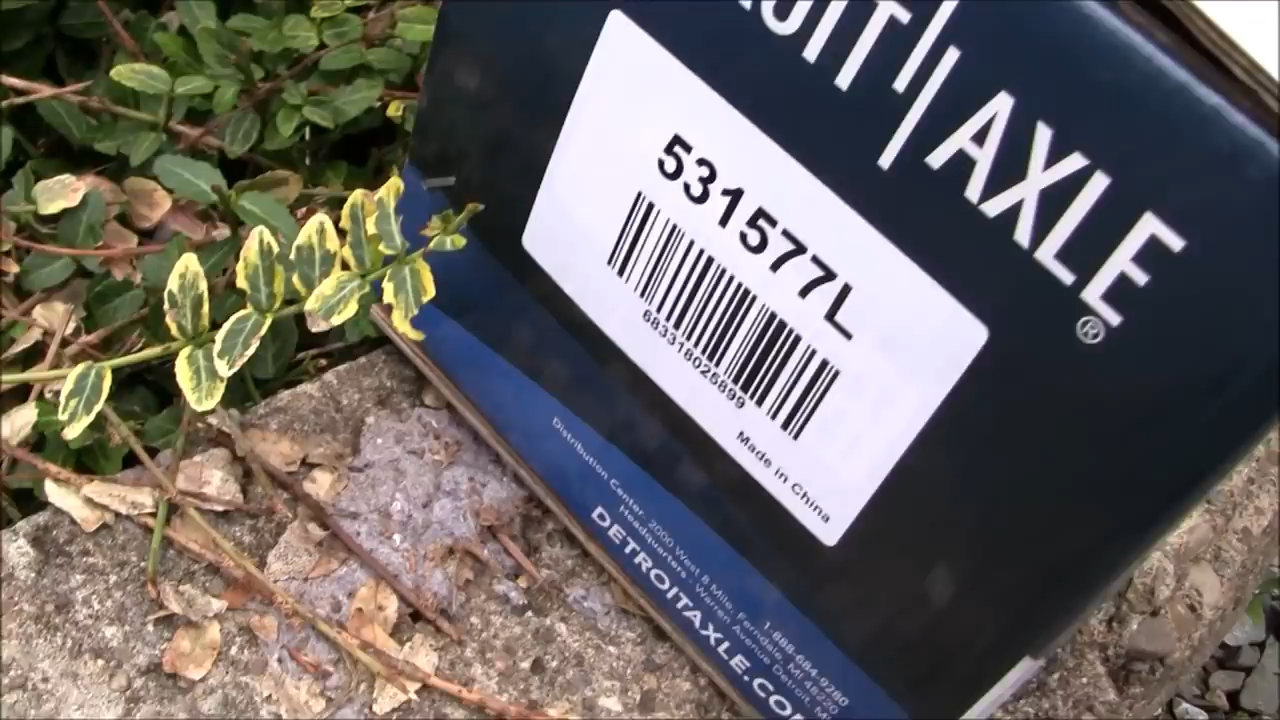 OIT AXLE®
531577L
683318025899
Made in China
1-888-684-9280
Distribution Center. 2000 West 8 Mile, Ferndale, MI 48220
Headquarters - Warren Avenue Detroit, MI
DETROITAXLE.CO